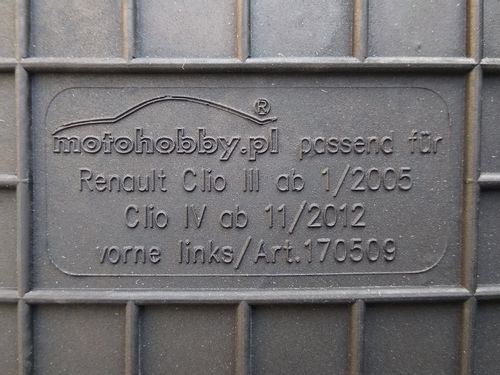 motohobby.pl® passend für
Renault Clio III ab 1/2005
Clio IV ab 11/2012
vorne links/Art.170509